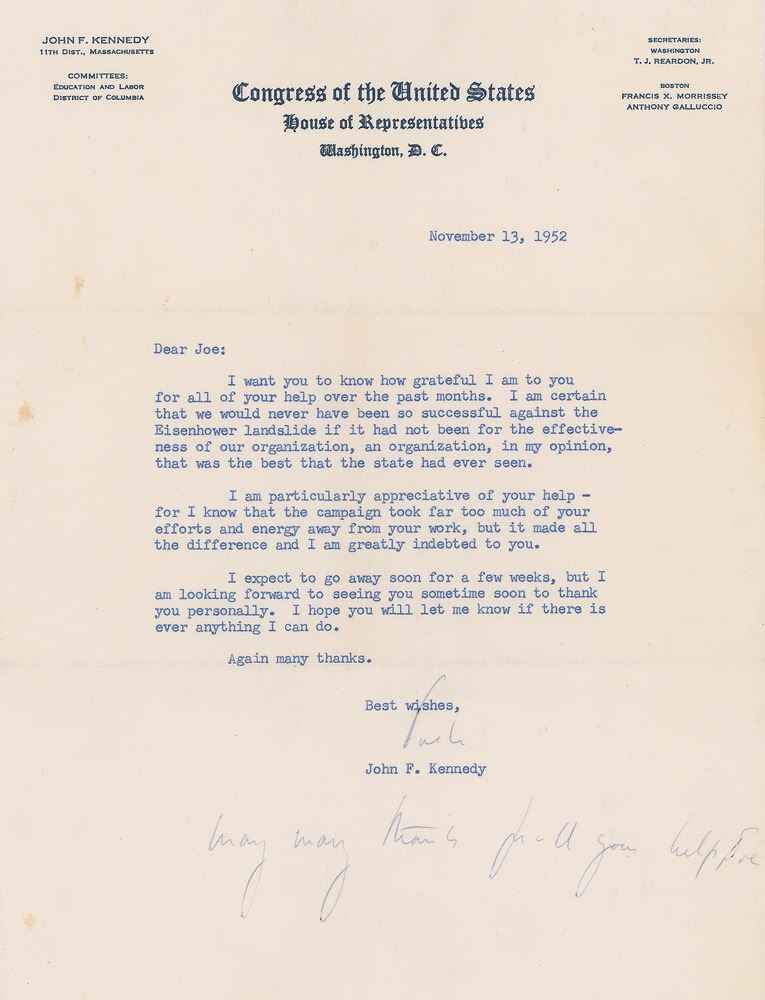 JOHN F. KENNEDY
11TH DIST., MASSACHUSETTS
COMMITTEES:
EDUCATION AND LABOR
DISTRICT OF COLUMBIA
SECRETARIES:
WASHINGTON
T. J. REARDON, JR.
BOSTON
FRANCIS X. MORRISSEY
ANTHONY GALLUCCIO
Congress of the United States
House of Representatives
Washington, D. C.
November 13, 1952
Dear Joe:
I want you to know how grateful I am to you
for all of your help over the past months.  I am certain
that we would never have been so successful against the
Eisenhower landslide if it had not been for the effective-
ness of our organization, an organization, in my opinion,
that was the best that the state had ever seen.
I am particularly appreciative of your help -
for I know that the campaign took far too much of your
efforts and energy away from your work, but it made all
the difference and I am greatly indebted to you.
I expect to go away soon for a few weeks, but I
am looking forward to seeing you sometime soon to thank
you personally.  I hope you will let me know if there is
ever anything I can do.
Again many thanks.
Best wishes,
Jack
John F. Kennedy
many many thanks for all your help Joe